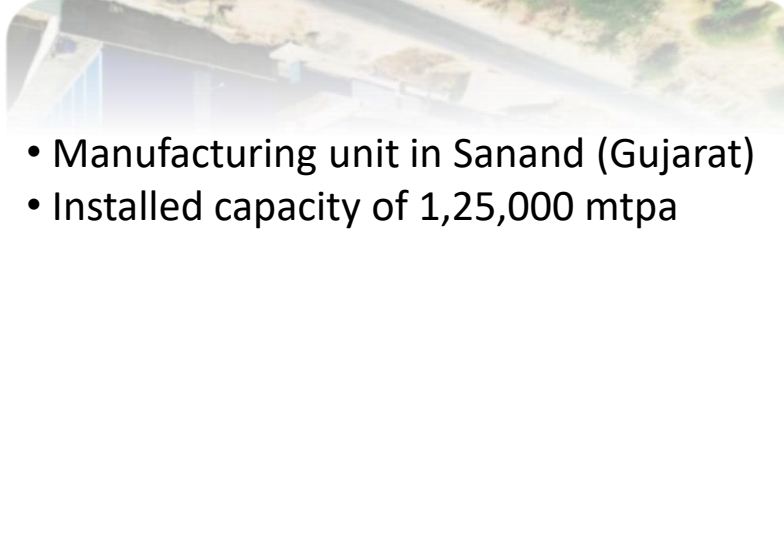 • Manufacturing unit in Sanand (Gujarat)
• Installed capacity of 1,25,000 mtpa